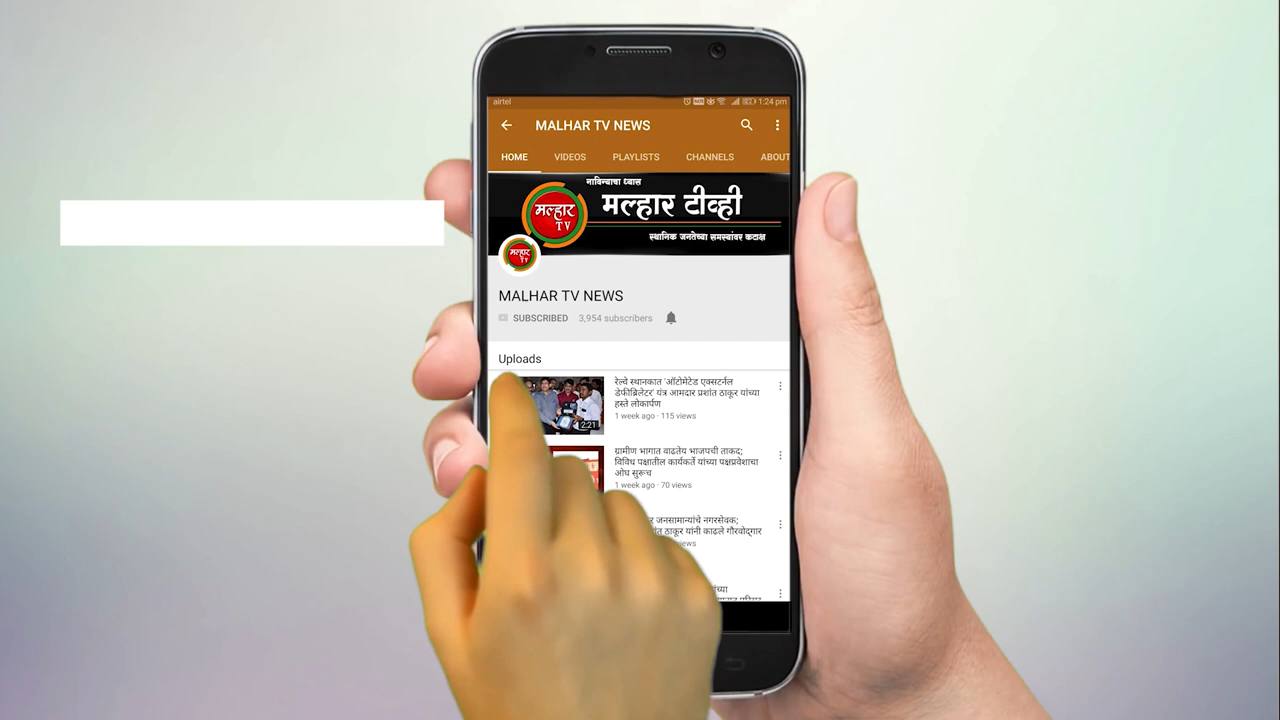 airtel
1:24 pm
MALHAR TV NEWS
HOME VIDEOS PLAYLISTS CHANNELS ABOUT
नाविन्याचा ध्यास
मल्हार टीव्ही
स्थानिक जनतेच्या समस्यांवर कटाक्ष
मल्हार
TV
मल्हार
TV
MALHAR TV NEWS
SUBSCRIBED 3,954 subscribers
Uploads
रेल्वे स्थानकात 'ऑटोमेटेड एक्सटर्नल
डेफीब्रिलेटर' यंत्र आमदार प्रशांत ठाकूर यांच्या
हस्ते लोकार्पण
1 week ago · 115 views
2:21
ग्रामीण भागात वाढतेय भाजपची ताकद;
विविध पक्षातील कार्यकर्ते यांच्या पक्षप्रवेशाचा
ओघ सुरूच
1 week ago · 70 views
जनसामान्यांचे नगरसेवक;
ठाकूर यांनी काढले गौरवोद्गार
views